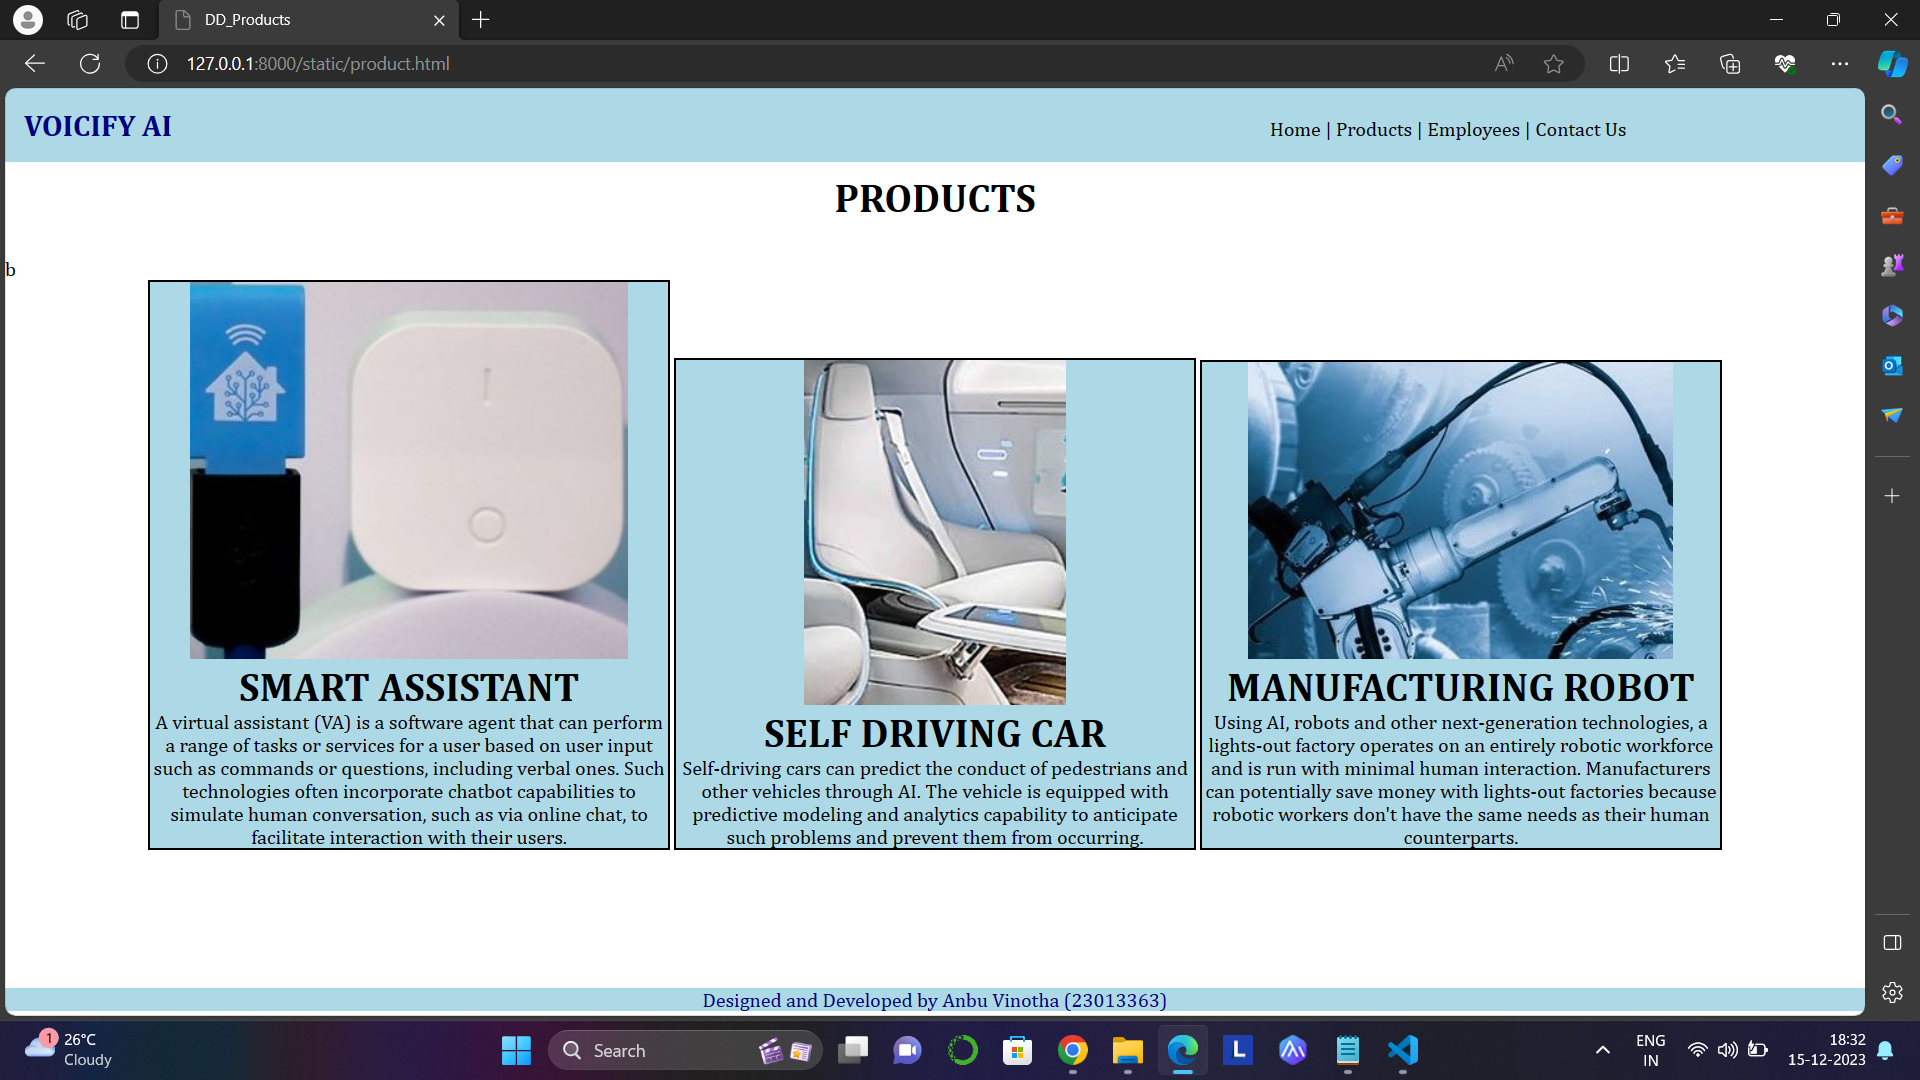 DD_Products
127.0.0.1:8000/static/product.html
VOICIFY AI
Home | Products | Employees | Contact Us
PRODUCTS
b
SMART ASSISTANT
A virtual assistant (VA) is a software agent that can perform
a range of tasks or services for a user based on user input
such as commands or questions, including verbal ones. Such
technologies often incorporate chatbot capabilities to
simulate human conversation, such as via online chat, to
facilitate interaction with their users.
SELF DRIVING CAR
Self-driving cars can predict the conduct of pedestrians and
other vehicles through AI. The vehicle is equipped with
predictive modeling and analytics capability to anticipate
such problems and prevent them from occurring.
MANUFACTURING ROBOT
Using AI, robots and other next-generation technologies, a
lights-out factory operates on an entirely robotic workforce
and is run with minimal human interaction. Manufacturers
can potentially save money with lights-out factories because
robotic workers don't have the same needs as their human
counterparts.
Designed and Developed by Anbu Vinotha (23013363)
1
26°C
Cloudy
Search
L
ENG
IN
18:32
15-12-2023